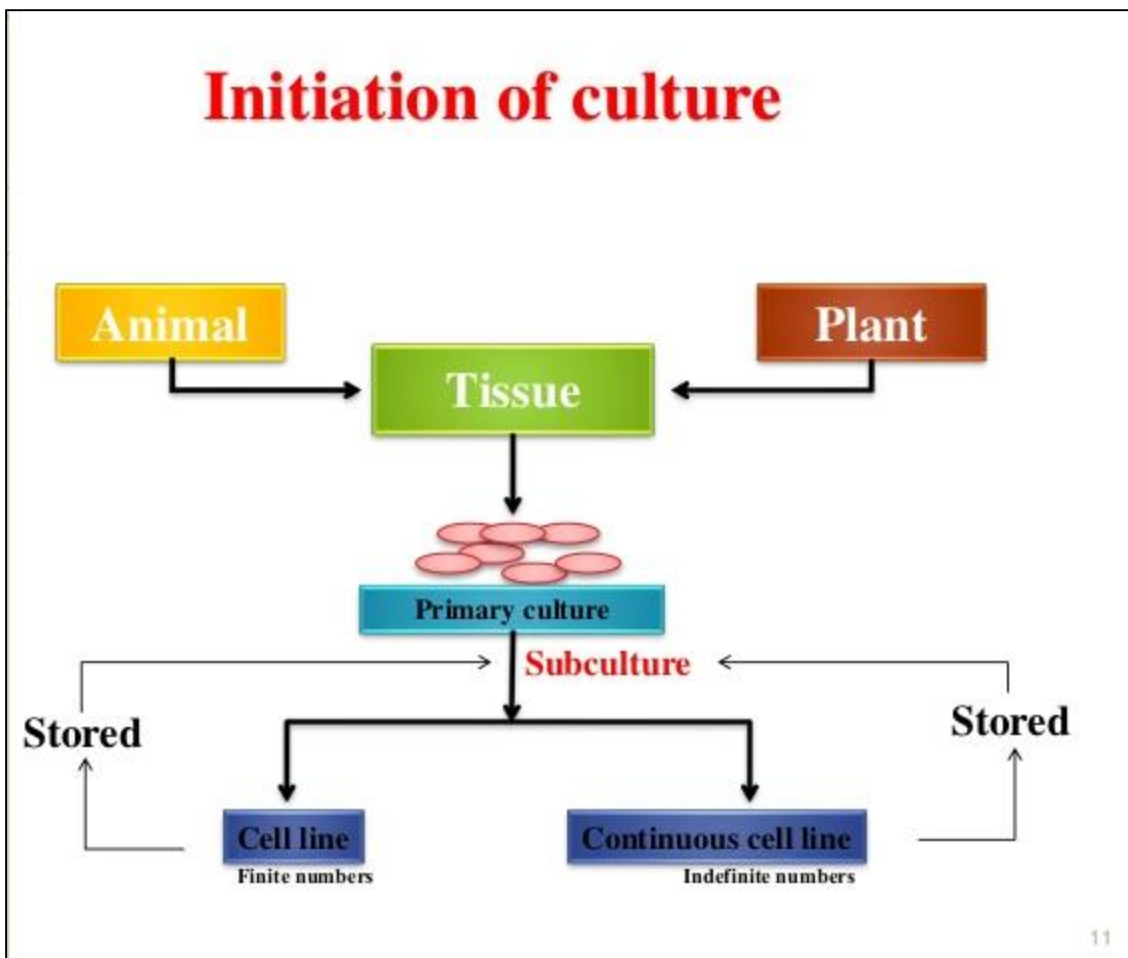 Initiation of culture
Animal
Plant
Tissue
Primary culture
Subculture
Stored
Stored
Cell line
Continuous cell line
Finite numbers
Indefinite numbers
11